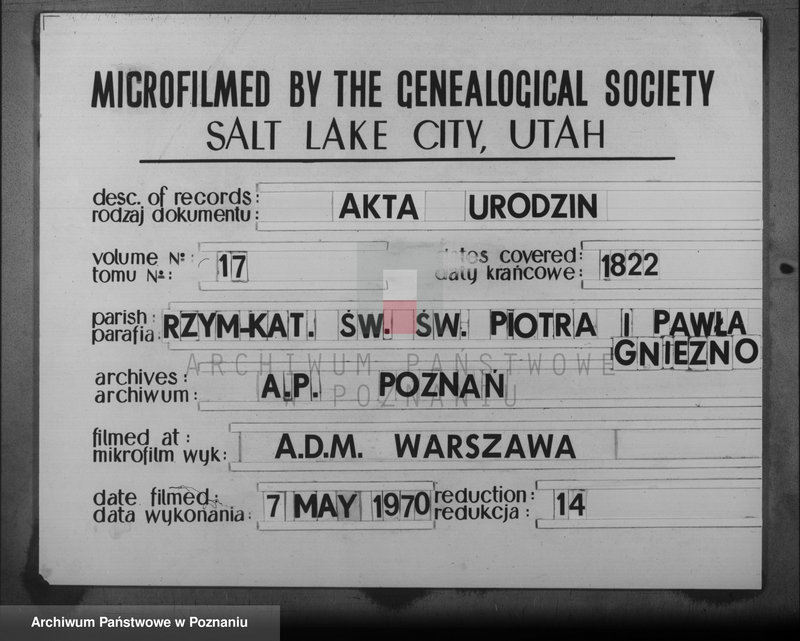 MICROFILMED BY THE GENEALOGICAL SOCIETY
SALT LAKE CITY, UTAH
desc. of records: AKTA URODZIN
rodzaj dokumentu:
volume No: 17 dates covered: 1822
tomu No: daty krańcowe:
parish: RZYM-KAT. ŚW. ŚW. PIOTRA I PAWŁA
parafia: GNIEZNO
ARCHIWUM PAŃSTWOWE
W POZNANIU
archives: A.P. POZNAŃ
archiwum:
filmed at: A.D.M. WARSZAWA
mikrofilm wyk:
date filmed: 7 MAY 1970 reduction: 14
data wykonania: redukcja:
Archiwum Państwowe w Poznaniu